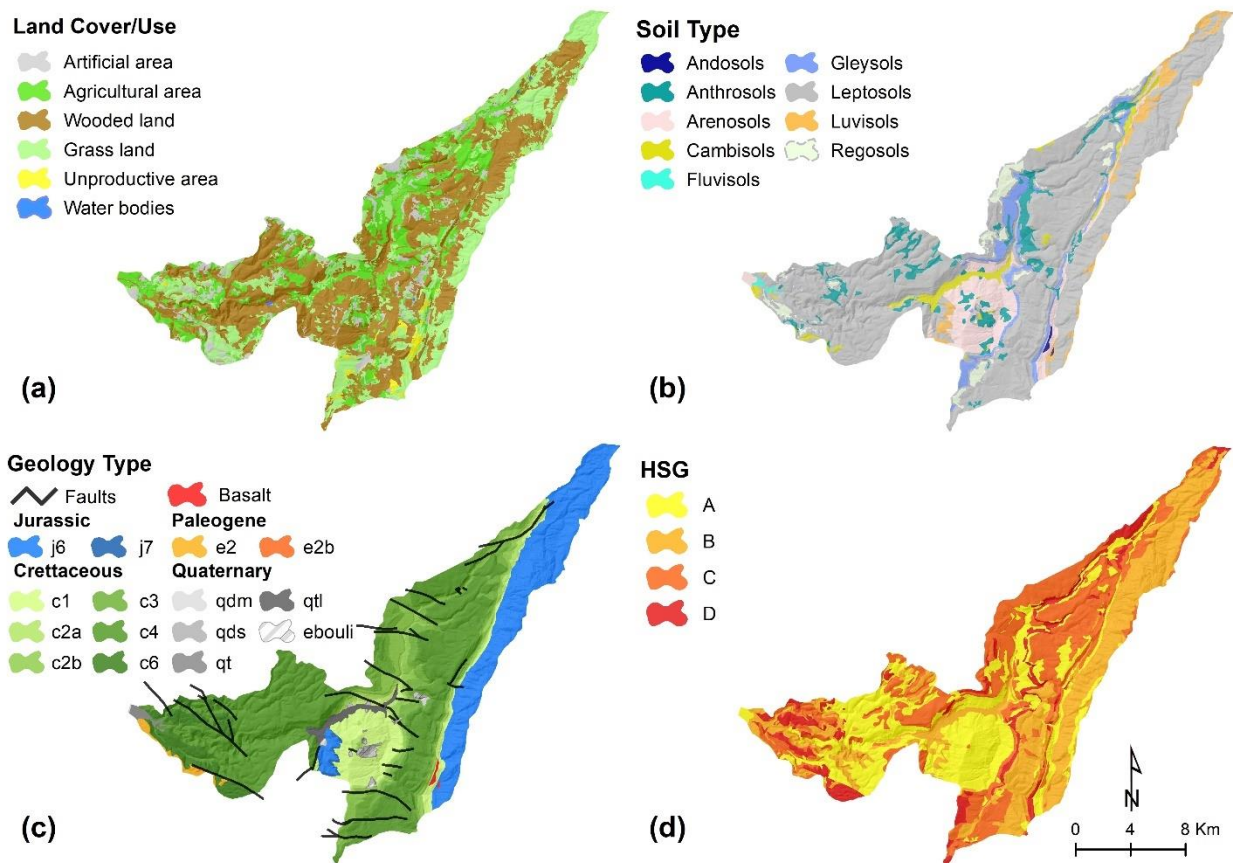 Land Cover/Use
Artificial area
Agricultural area
Wooded land
Grass land
Unproductive area
Water bodies
(a)
Soil Type
Andosols Gleysols
Anthrosols Leptosols
Arenosols Luvisols
Cambisols Regosols
Fluvisols
(b)
Geology Type
Faults Basalt
Jurassic Paleogene
j6 j7 e2 e2b
Crettaceous Quaternary
c1 c3 qdm qtl
c2a c4 qds ebouli
c2b c6 qt
(c)
HSG
A
B
C
D
N
0 4 8 Km
(d)